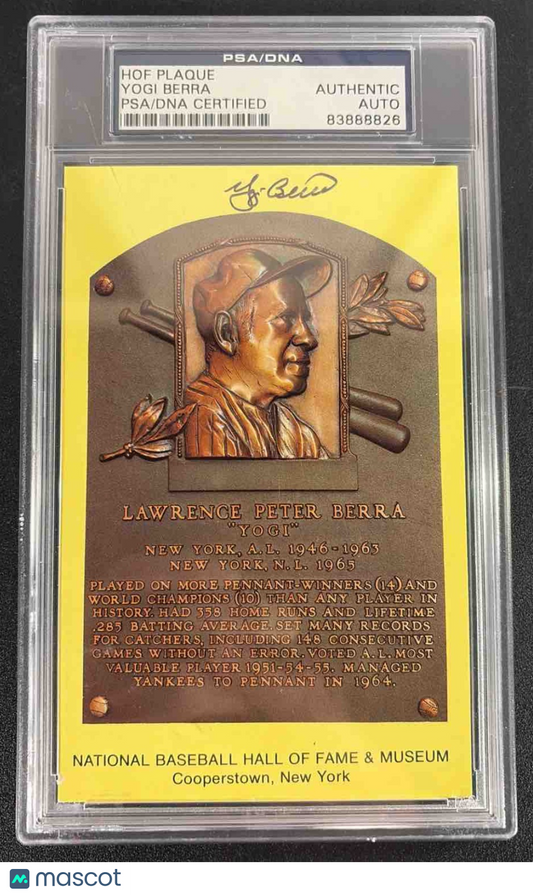 PSA/DNA
HOF PLAQUE
YOGI BERRA AUTHENTIC
PSA/DNA CERTIFIED AUTO
83888826
Yogi Berra
LAWRENCE PETER BERRA
"YOGI"
NEW YORK, A.L. 1946-1963
NEW YORK, N.L. 1965
PLAYED ON MORE PENNANT-WINNERS (14) AND
WORLD CHAMPIONS (10) THAN ANY PLAYER IN
HISTORY. HAD 358 HOME RUNS AND LIFETIME
.285 BATTING AVERAGE. SET MANY RECORDS
FOR CATCHERS, INCLUDING 148 CONSECUTIVE
GAMES WITHOUT AN ERROR. VOTED A.L. MOST
VALUABLE PLAYER 1951-54-55. MANAGED
YANKEES TO PENNANT IN 1964.
NATIONAL BASEBALL HALL OF FAME & MUSEUM
Cooperstown, New York
mascot